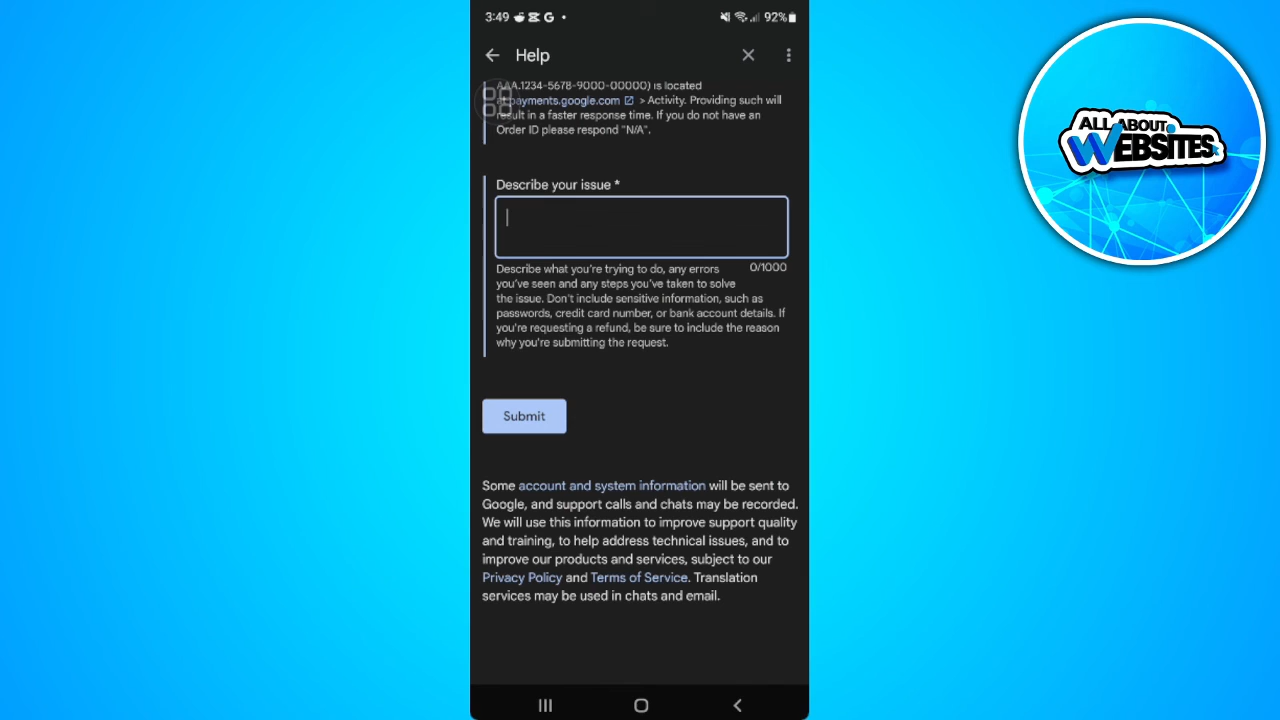 3:49
92%
Help
AAA.1234-5678-9000-00000) is located
payments.google.com > Activity. Providing such will
result in a faster response time. If you do not have an
Order ID please respond "N/A".
Describe your issue *
0/1000
Describe what you're trying to do, any errors
you've seen and any steps you've taken to solve
the issue. Don't include sensitive information, such as
passwords, credit card number, or bank account details. If
you're requesting a refund, be sure to include the reason
why you're submitting the request.
Submit
Some account and system information will be sent to
Google, and support calls and chats may be recorded.
We will use this information to improve support quality
and training, to help address technical issues, and to
improve our products and services, subject to our
Privacy Policy and Terms of Service. Translation
services may be used in chats and email.
ALL ABOUT
WEBSITES